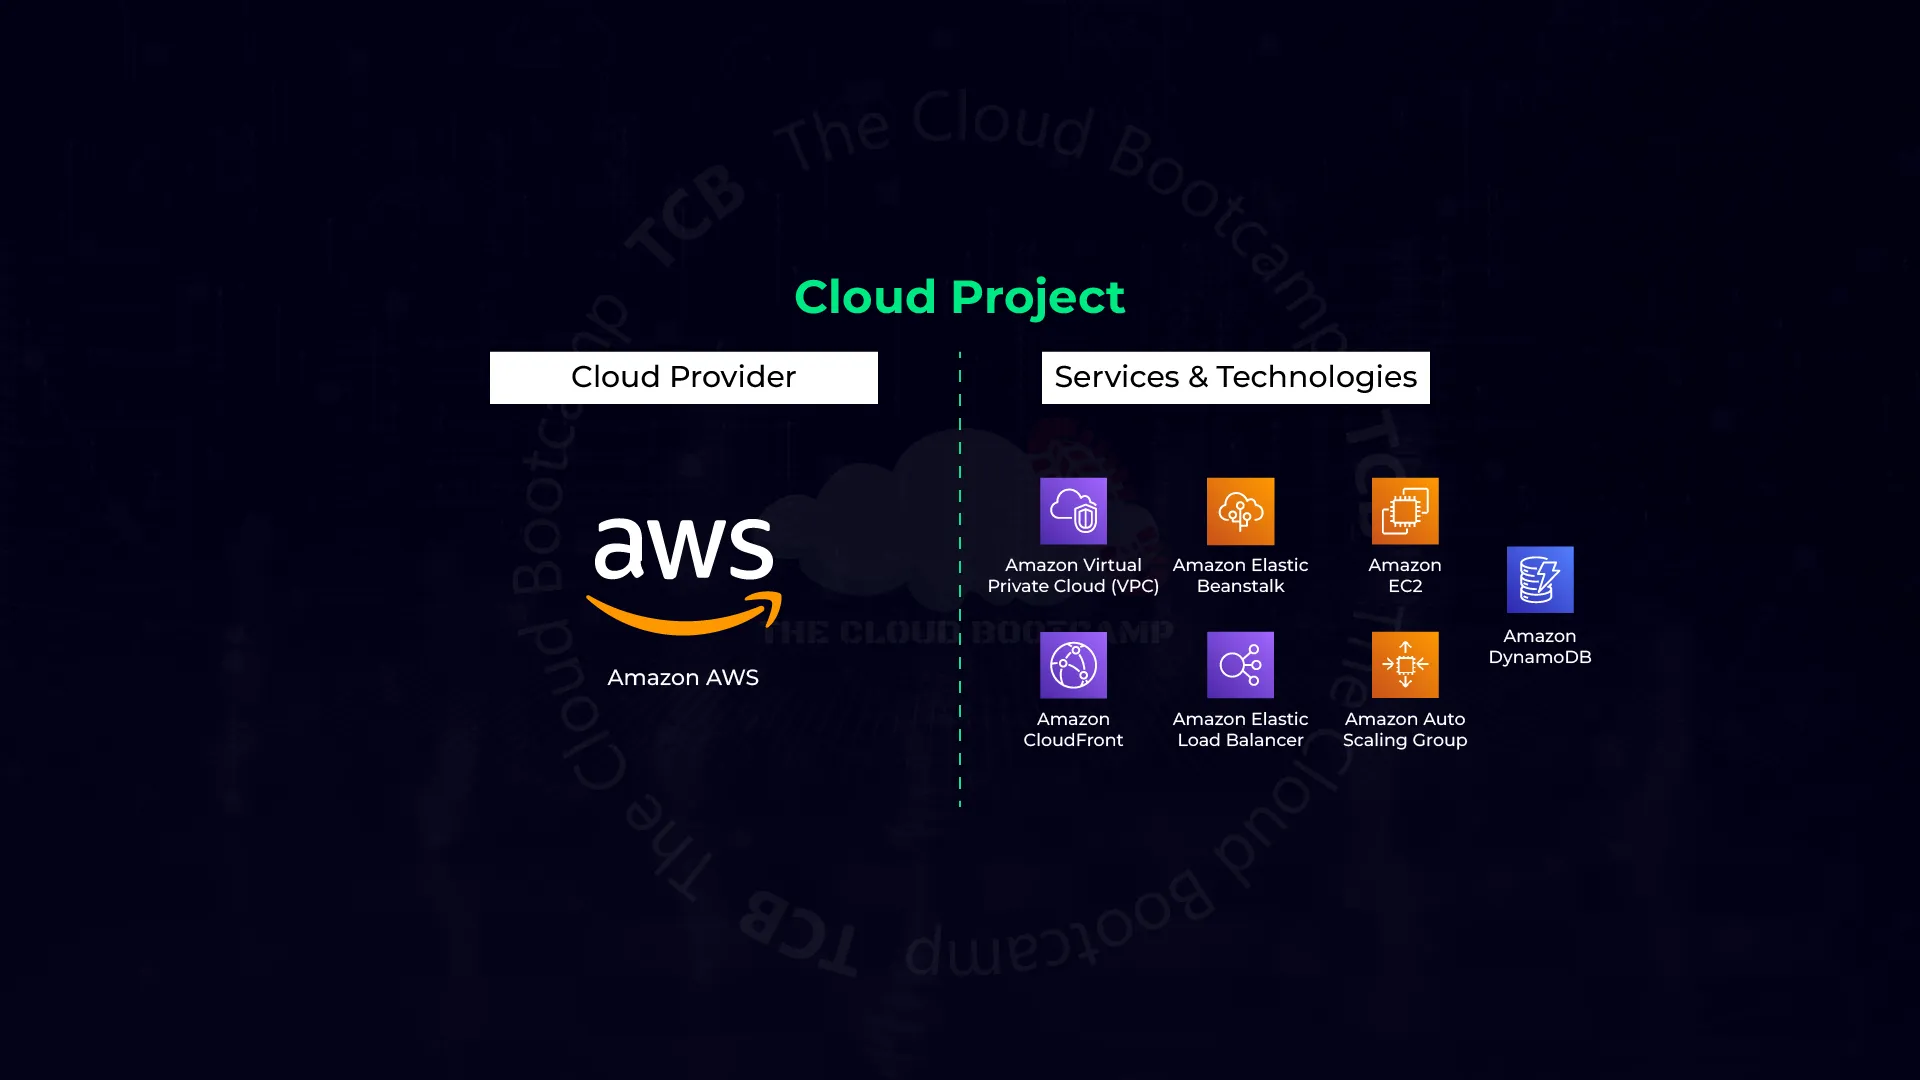 Cloud Project
Cloud Provider
Services & Technologies
aws
Amazon AWS
Amazon Virtual
Private Cloud (VPC)
Amazon Elastic
Beanstalk
Amazon
EC2
Amazon
DynamoDB
Amazon
CloudFront
Amazon Elastic
Load Balancer
Amazon Auto
Scaling Group
THE CLOUD BOOTCAMP
TCB The Cloud Bootcamp
TCB The Cloud Bootcamp
TCB The Cloud Bootcamp